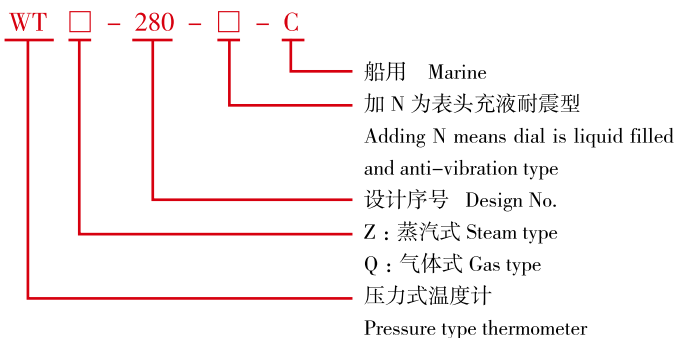 WT □ - 280 - □ - C
船用 Marine
加 N 为表头充液耐震型
Adding N means dial is liquid filled
and anti-vibration type
设计序号 Design No.
Z：蒸汽式 Steam type
Q：气体式 Gas type
压力式温度计
Pressure type thermometer